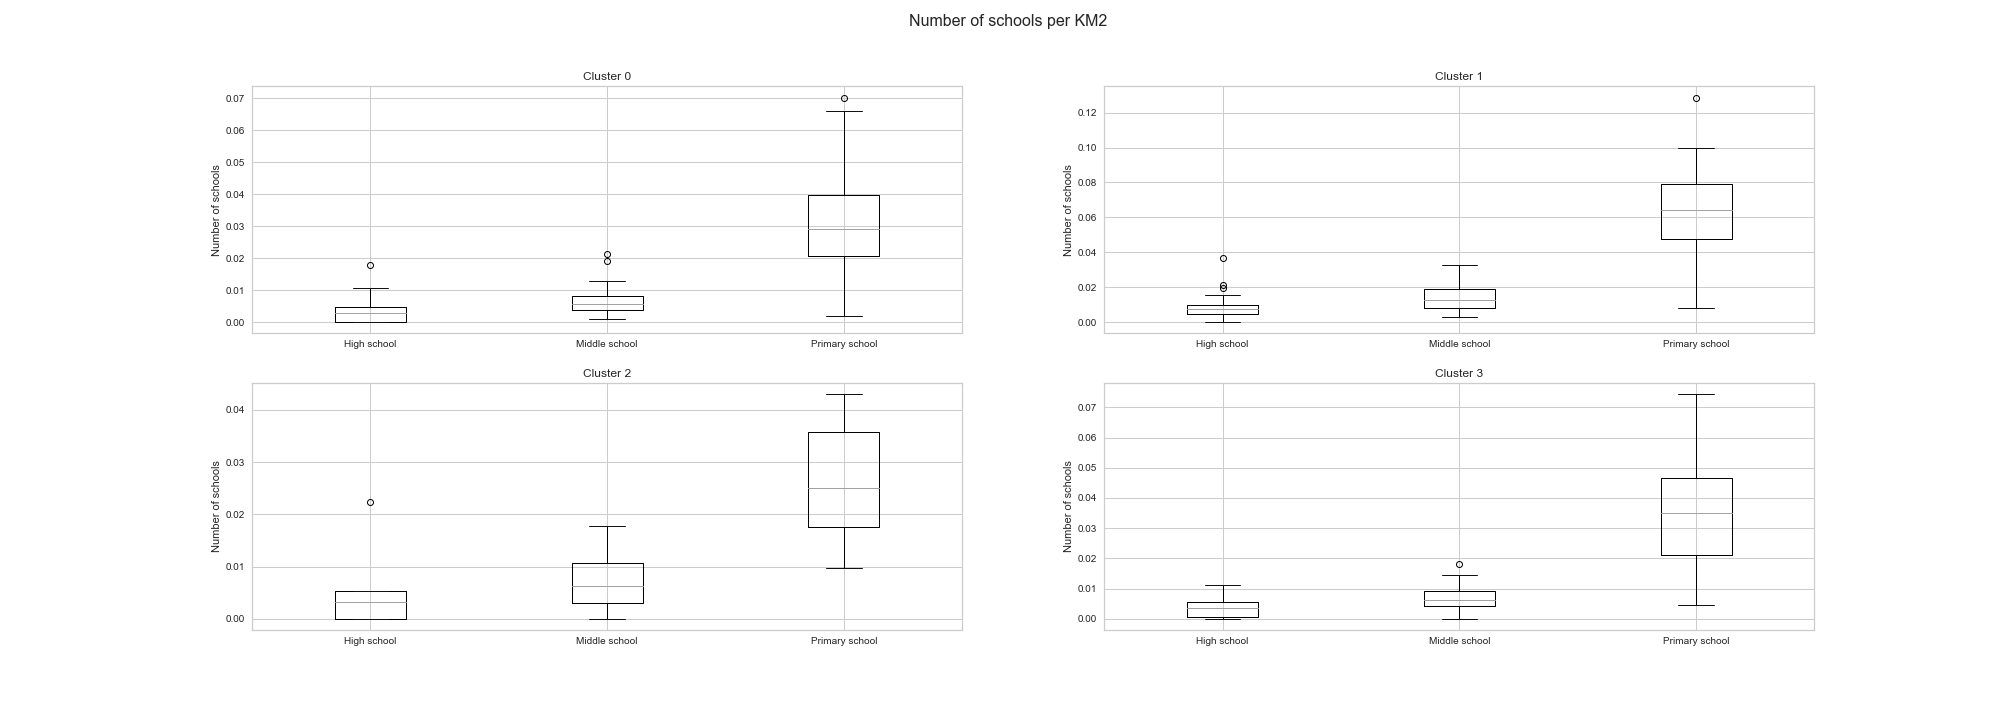 Number of schools per KM2
Cluster 0
Number of schools
0.07
0.06
0.05
0.04
0.03
0.02
0.01
0.00
High school Middle school Primary school
Cluster 1
Number of schools
0.12
0.10
0.08
0.06
0.04
0.02
0.00
High school Middle school Primary school
Cluster 2
Number of schools
0.04
0.03
0.02
0.01
0.00
High school Middle school Primary school
Cluster 3
Number of schools
0.07
0.06
0.05
0.04
0.03
0.02
0.01
0.00
High school Middle school Primary school